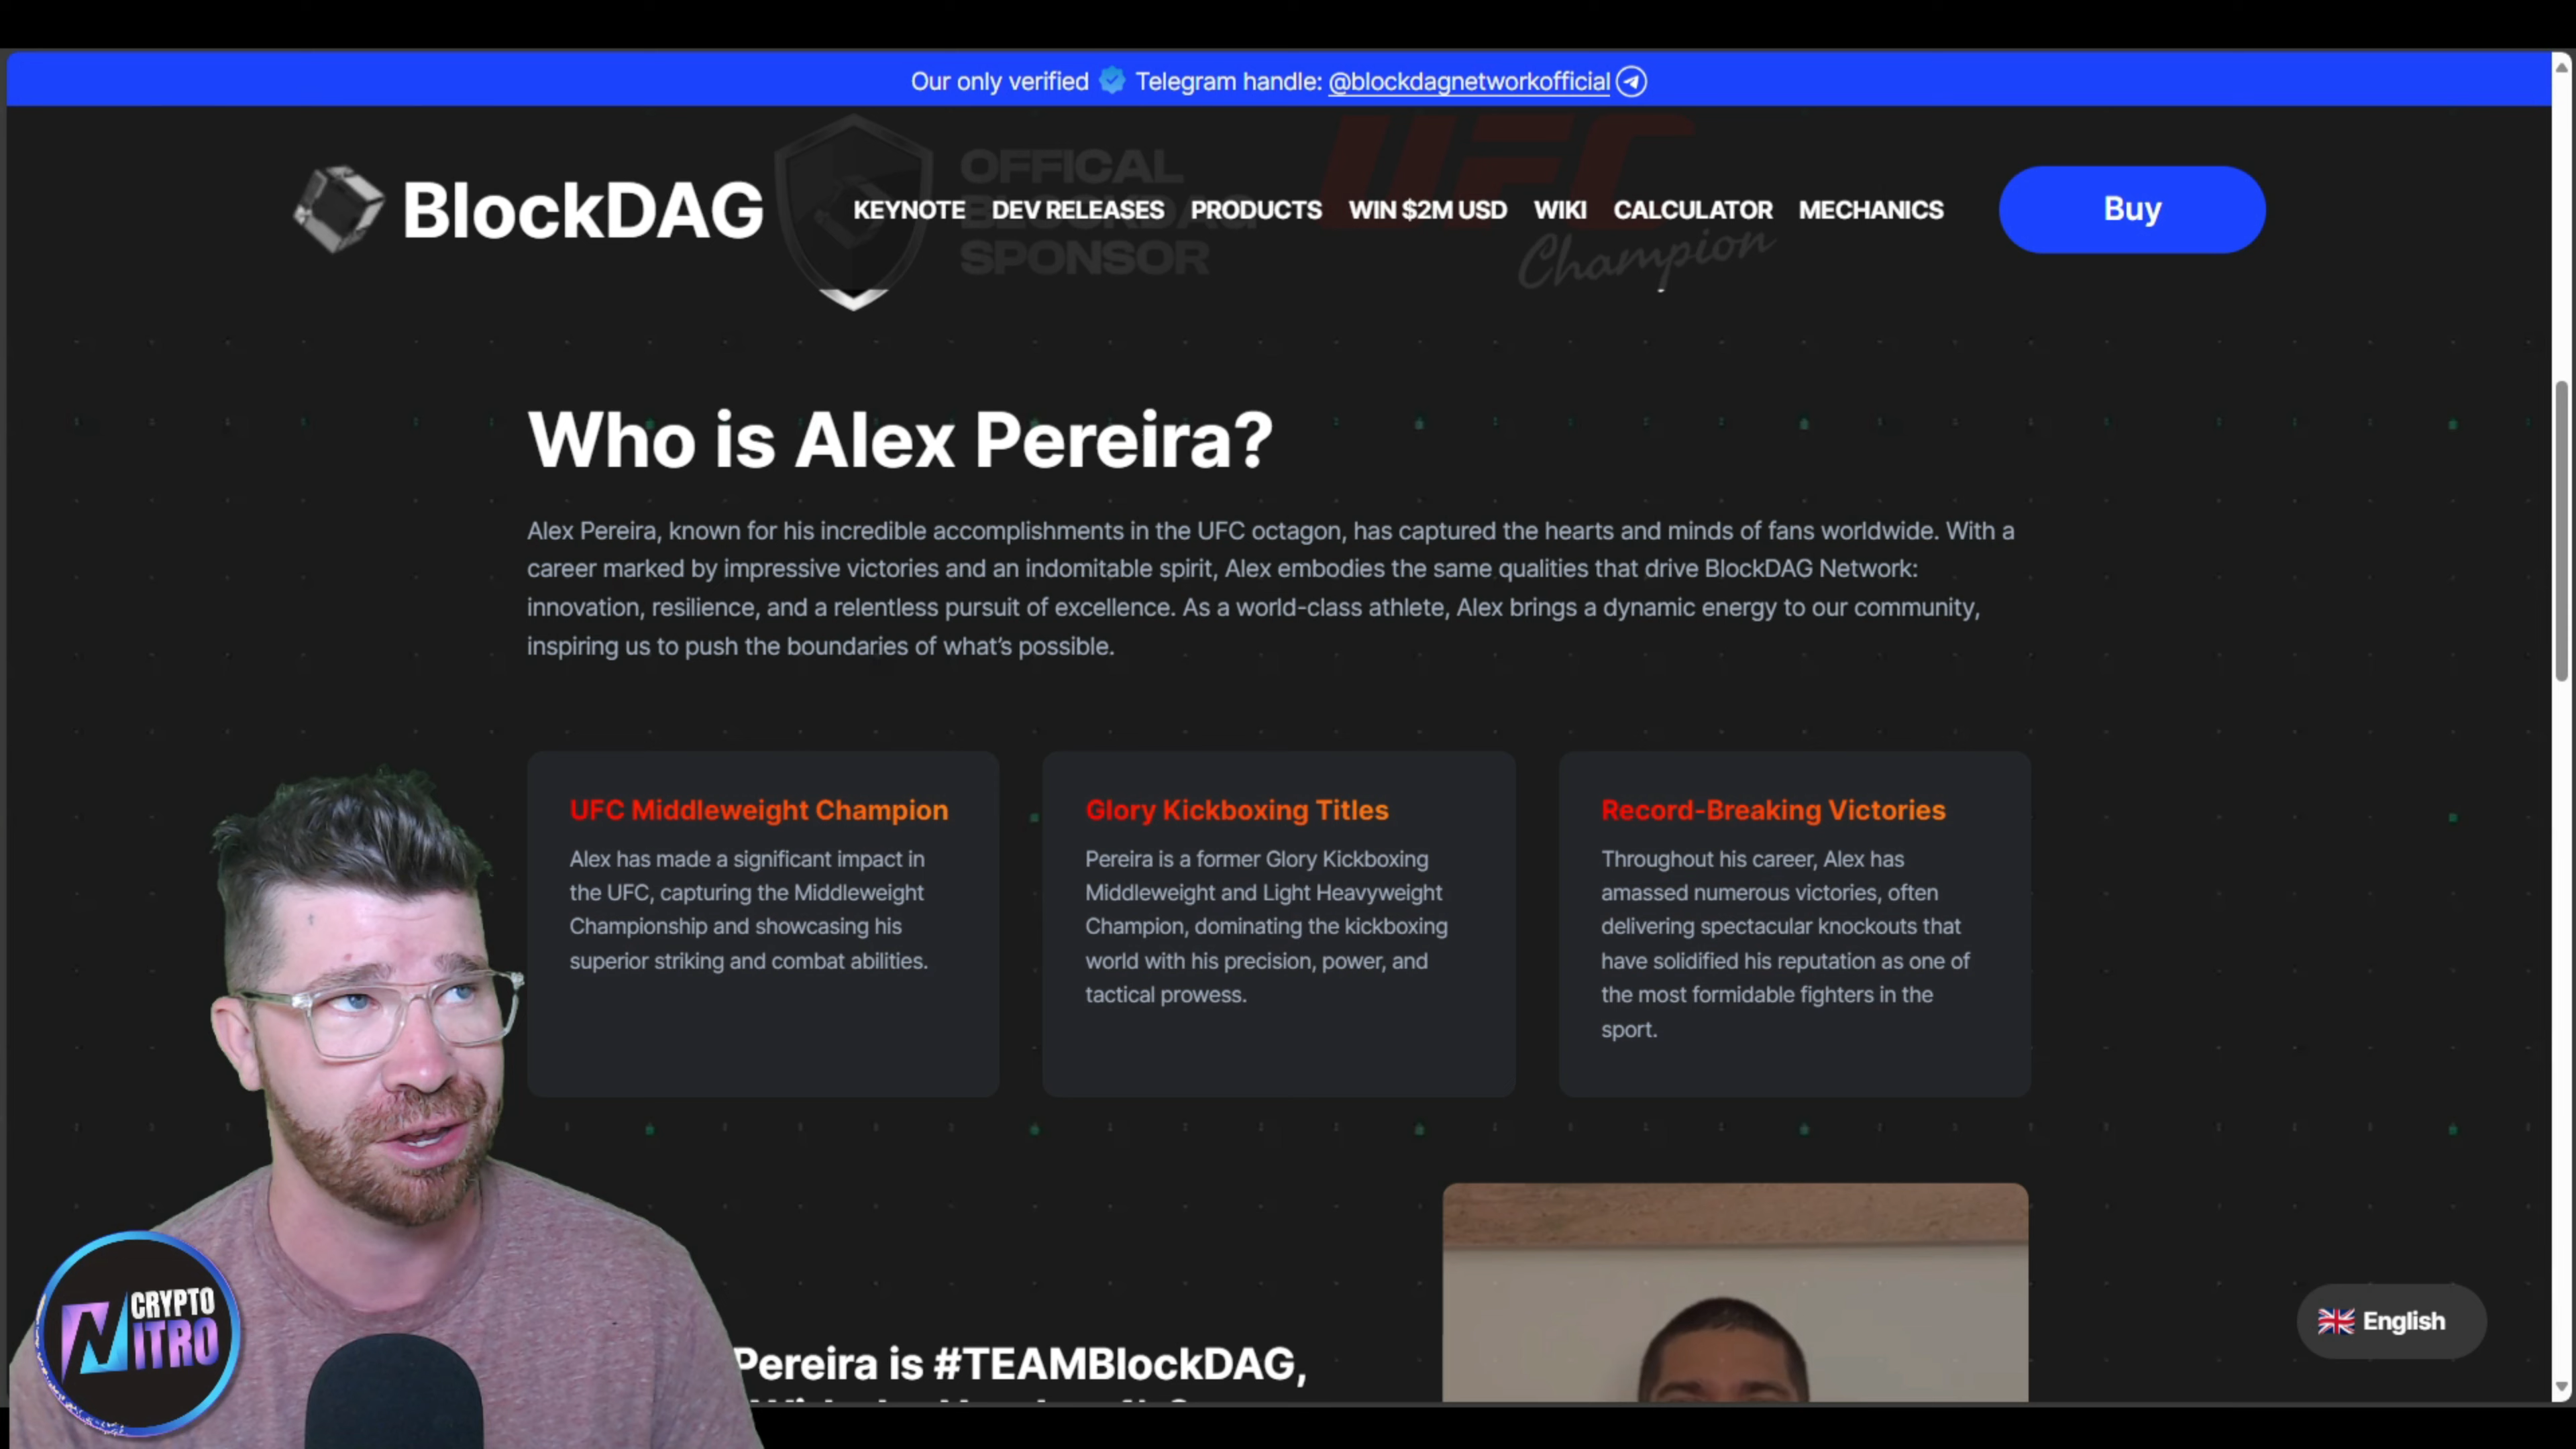 Our only verified Telegram handle: @blockdagnetworkofficial
OFFICAL
BLOCKDAG
SPONSOR
UFC
Champion
BlockDAG
KEYNOTE DEV RELEASES PRODUCTS WIN $2M USD WIKI CALCULATOR MECHANICS
Buy
Who is Alex Pereira?
Alex Pereira, known for his incredible accomplishments in the UFC octagon, has captured the hearts and minds of fans worldwide. With a
career marked by impressive victories and an indomitable spirit, Alex embodies the same qualities that drive BlockDAG Network:
innovation, resilience, and a relentless pursuit of excellence. As a world-class athlete, Alex brings a dynamic energy to our community,
inspiring us to push the boundaries of what's possible.
UFC Middleweight Champion
Alex has made a significant impact in
the UFC, capturing the Middleweight
Championship and showcasing his
superior striking and combat abilities.
Glory Kickboxing Titles
Pereira is a former Glory Kickboxing
Middleweight and Light Heavyweight
Champion, dominating the kickboxing
world with his precision, power, and
tactical prowess.
Record-Breaking Victories
Throughout his career, Alex has
amassed numerous victories, often
delivering spectacular knockouts that
have solidified his reputation as one of
the most formidable fighters in the
sport.
Pereira is #TEAMBlockDAG,
CRYPTO
NITRO
English